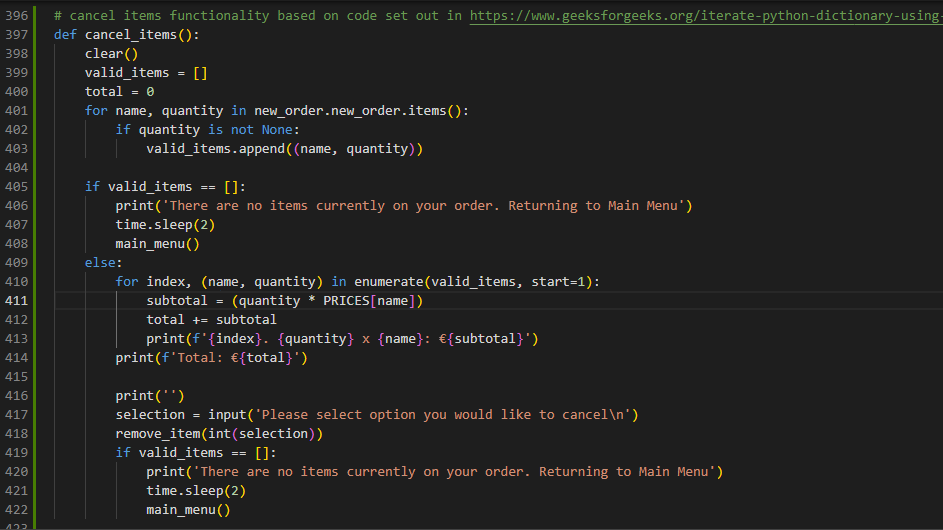 396 # cancel items functionality based on code set out in https://www.geeksforgeeks.org/iterate-python-dictionary-using-
397 def cancel_items():
398     clear()
399     valid_items = []
400     total = 0
401     for name, quantity in new_order.new_order.items():
402         if quantity is not None:
403             valid_items.append((name, quantity))
404
405     if valid_items == []:
406         print('There are no items currently on your order. Returning to Main Menu')
407         time.sleep(2)
408         main_menu()
409     else:
410         for index, (name, quantity) in enumerate(valid_items, start=1):
411             subtotal = (quantity * PRICES[name])
412             total += subtotal
413             print(f'{index}. {quantity} x {name}: €{subtotal}')
414         print(f'Total: €{total}')
415
416         print('')
417         selection = input('Please select option you would like to cancel\n')
418         remove_item(int(selection))
419         if valid_items == []:
420             print('There are no items currently on your order. Returning to Main Menu')
421             time.sleep(2)
422             main_menu()
423